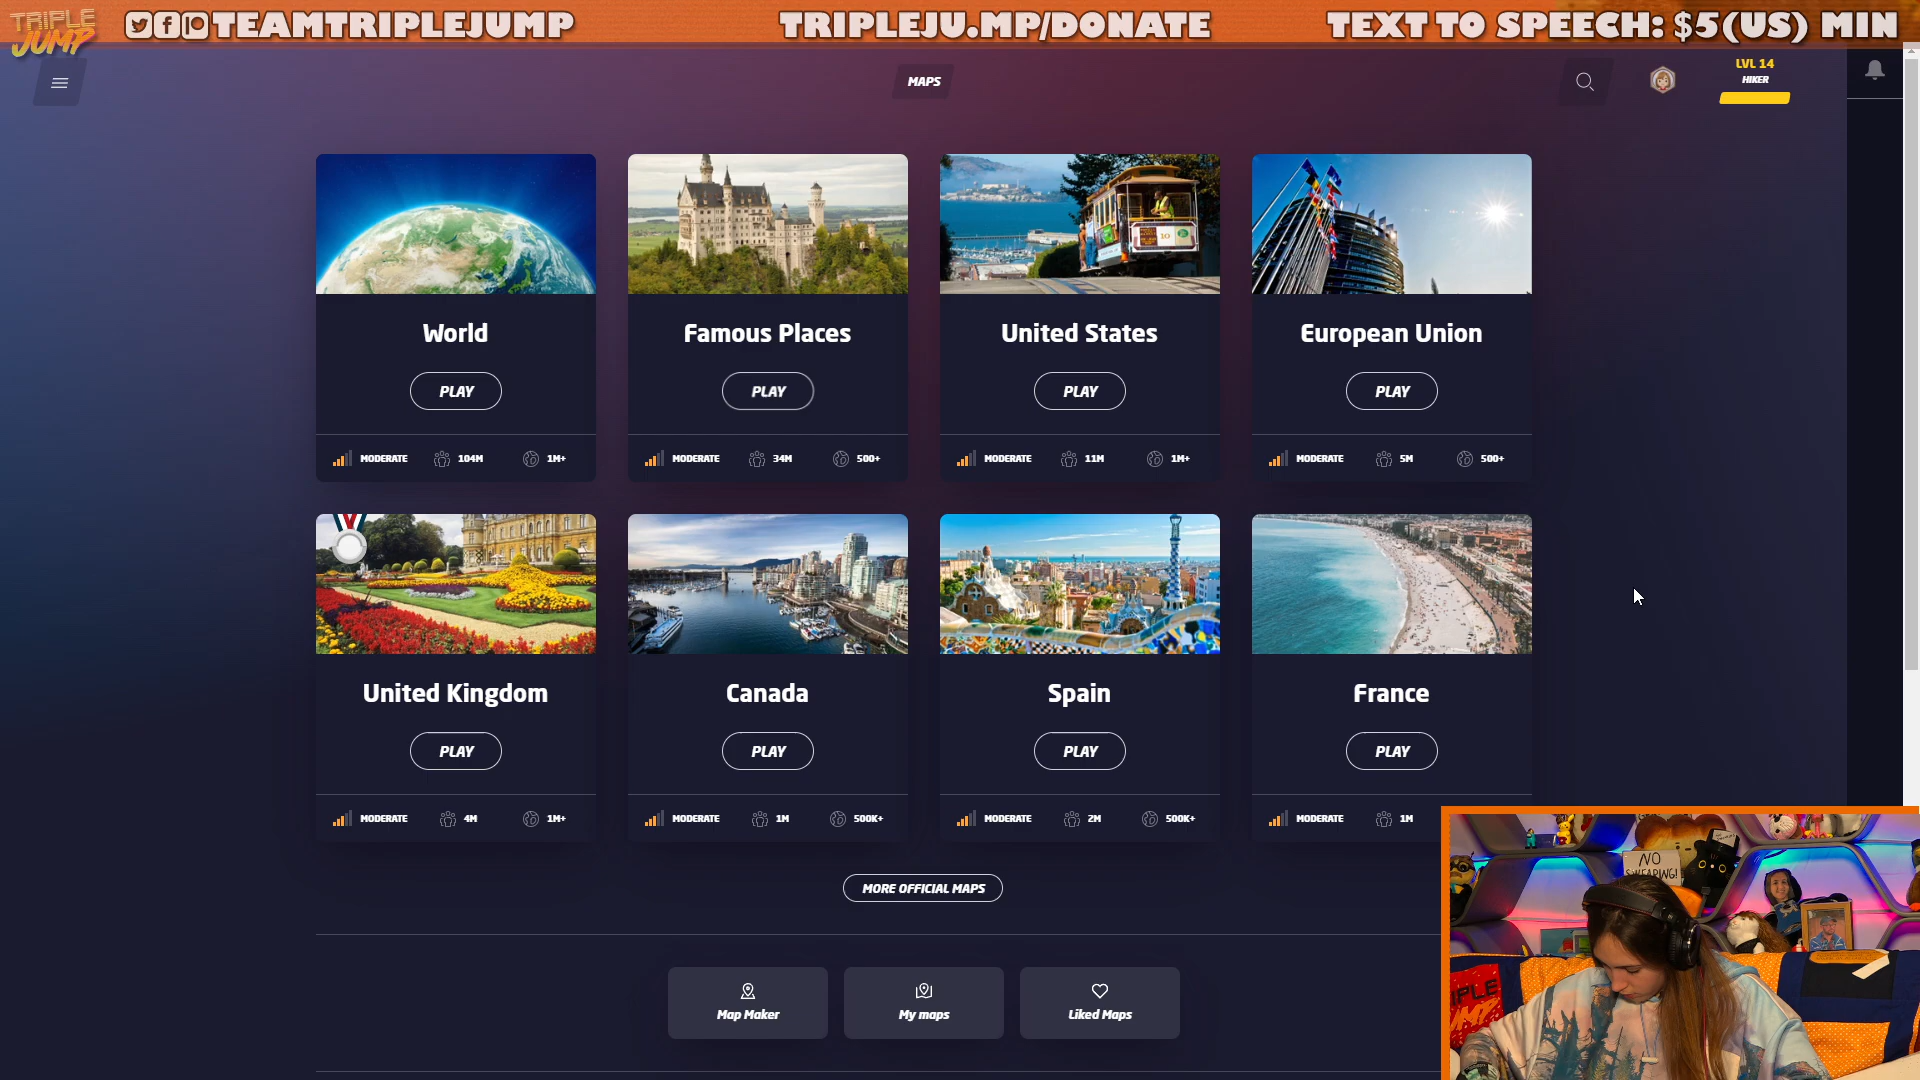 TRIPLE JUMP
TEAMTRIPLEJUMP
TRIPLEJU.MP/DONATE
TEXT TO SPEECH: $5(US) MIN
MAPS
LVL 14
HIKER
World
Famous Places
United States
European Union
PLAY
PLAY
PLAY
PLAY
MODERATE 104M 1M+
MODERATE 34M 500+
MODERATE 11M 1M+
MODERATE 5M 500+
United Kingdom
Canada
Spain
France
PLAY
PLAY
PLAY
PLAY
MODERATE 4M 1M+
MODERATE 1M 500K+
MODERATE 2M 500K+
MODERATE 1M
MORE OFFICIAL MAPS
Map Maker
My maps
Liked Maps
NO